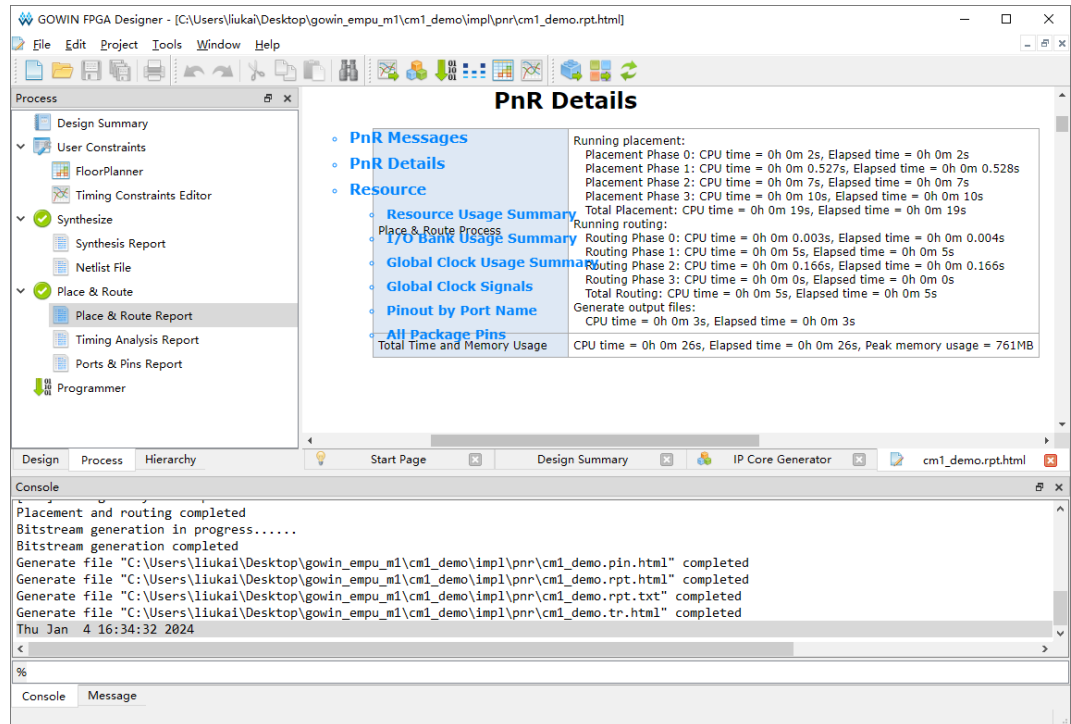 GOWIN FPGA Designer - [C:\Users\liukai\Desktop\gowin_empu_m1\cm1_demo\impl\pnr\cm1_demo.rpt.html]
File Edit Project Tools Window Help
Process
Design Summary
User Constraints
FloorPlanner
Timing Constraints Editor
Synthesize
Synthesis Report
Netlist File
Place & Route
Place & Route Report
Timing Analysis Report
Ports & Pins Report
Programmer
Design Process Hierarchy
PnR Details
PnR Messages
PnR Details
Resource
Resource Usage Summary
I/O Bank Usage Summary
Global Clock Usage Summary
Global Clock Signals
Pinout by Port Name
All Package Pins
Place & Route Process
Running placement:
Placement Phase 0: CPU time = 0h 0m 2s, Elapsed time = 0h 0m 2s
Placement Phase 1: CPU time = 0h 0m 0.527s, Elapsed time = 0h 0m 0.528s
Placement Phase 2: CPU time = 0h 0m 7s, Elapsed time = 0h 0m 7s
Placement Phase 3: CPU time = 0h 0m 10s, Elapsed time = 0h 0m 10s
Total Placement: CPU time = 0h 0m 19s, Elapsed time = 0h 0m 19s
Running routing:
Routing Phase 0: CPU time = 0h 0m 0.003s, Elapsed time = 0h 0m 0.004s
Routing Phase 1: CPU time = 0h 0m 5s, Elapsed time = 0h 0m 5s
Routing Phase 2: CPU time = 0h 0m 0.166s, Elapsed time = 0h 0m 0.166s
Routing Phase 3: CPU time = 0h 0m 0s, Elapsed time = 0h 0m 0s
Total Routing: CPU time = 0h 0m 5s, Elapsed time = 0h 0m 5s
Generate output files:
CPU time = 0h 0m 3s, Elapsed time = 0h 0m 3s
Total Time and Memory Usage CPU time = 0h 0m 26s, Elapsed time = 0h 0m 26s, Peak memory usage = 761MB
Start Page Design Summary IP Core Generator cm1_demo.rpt.html
Console
Placement and routing completed
Bitstream generation in progress......
Bitstream generation completed
Generate file "C:\Users\liukai\Desktop\gowin_empu_m1\cm1_demo\impl\pnr\cm1_demo.pin.html" completed
Generate file "C:\Users\liukai\Desktop\gowin_empu_m1\cm1_demo\impl\pnr\cm1_demo.rpt.html" completed
Generate file "C:\Users\liukai\Desktop\gowin_empu_m1\cm1_demo\impl\pnr\cm1_demo.rpt.txt" completed
Generate file "C:\Users\liukai\Desktop\gowin_empu_m1\cm1_demo\impl\pnr\cm1_demo.tr.html" completed
Thu Jan  4 16:34:32 2024
%
Console Message